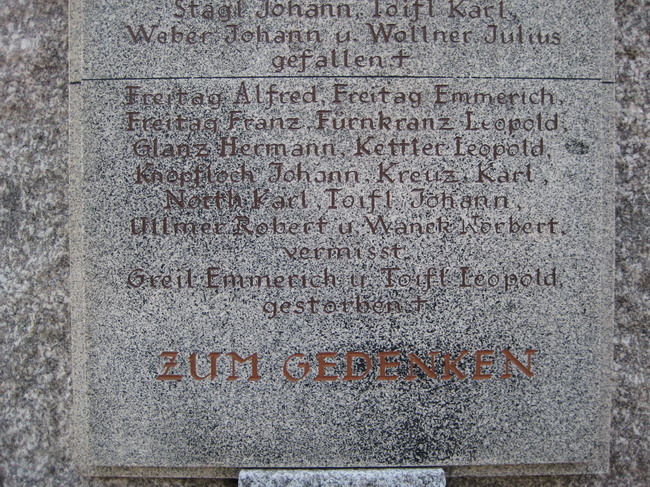 Stagl Johann, Toifl Karl,
Weber Johann u. Wollner Julius
gefallen †
Freitag Alfred, Freitag Emmerich,
Freitag Franz, Fürnkranz Leopold,
Glanz Hermann, Kettler Leopold,
Knopfloch Johann, Kreuz Karl,
North Karl, Toifl Johann,
Ullmer Robert u. Wanek Norbert,
vermisst
Greil Emmerich u. Toifl Leopold,
gestorben †
ZUM GEDENKEN